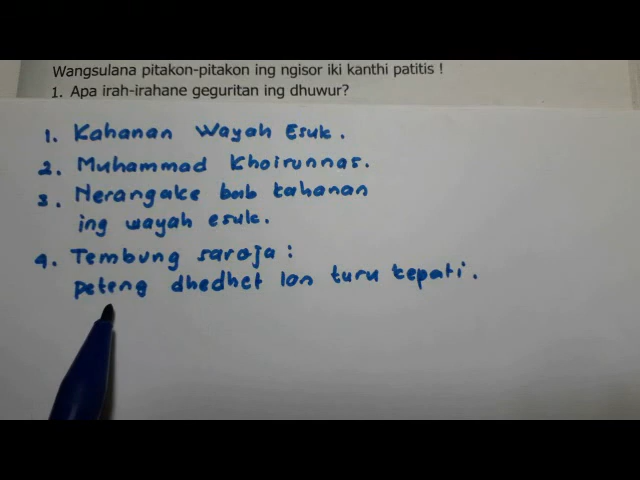 Wangsulana pitakon-pitakon ing ngisor iki kanthi patitis !
1. Apa irah-irahane geguritan ing dhuwur?
1. Kahanan Wayah Esuk.
2. Muhammad Khoirunnas.
3. Nerangake bab kahanan
ing wayah esuk.
4. Tembung saroja :
peteng dhedhet lan turu kepati.